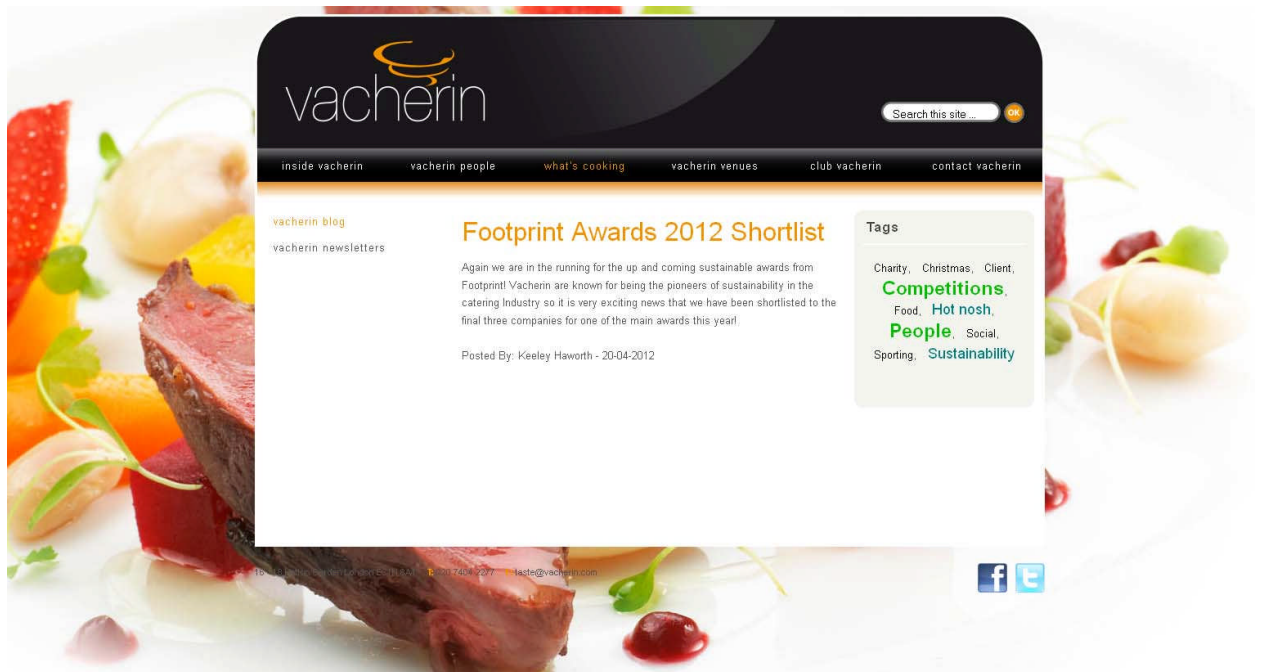 vacherin
Search this site ...
OK
inside vacherin
vacherin people
what's cooking
vacherin venues
club vacherin
contact vacherin
vacherin blog
vacherin newsletters
Footprint Awards 2012 Shortlist
Again we are in the running for the up and coming sustainable awards from
Footprint! Vacherin are known for being the pioneers of sustainability in the
catering Industry so it is very exciting news that we have been shortlisted to the
final three companies for one of the main awards this year!
Posted By: Keeley Haworth - 20-04-2012
Tags
Charity, Christmas, Client,
Competitions,
Food, Hot nosh,
People, Social,
Sporting, Sustainability
7404 2277 taste@vacherin.com
f t